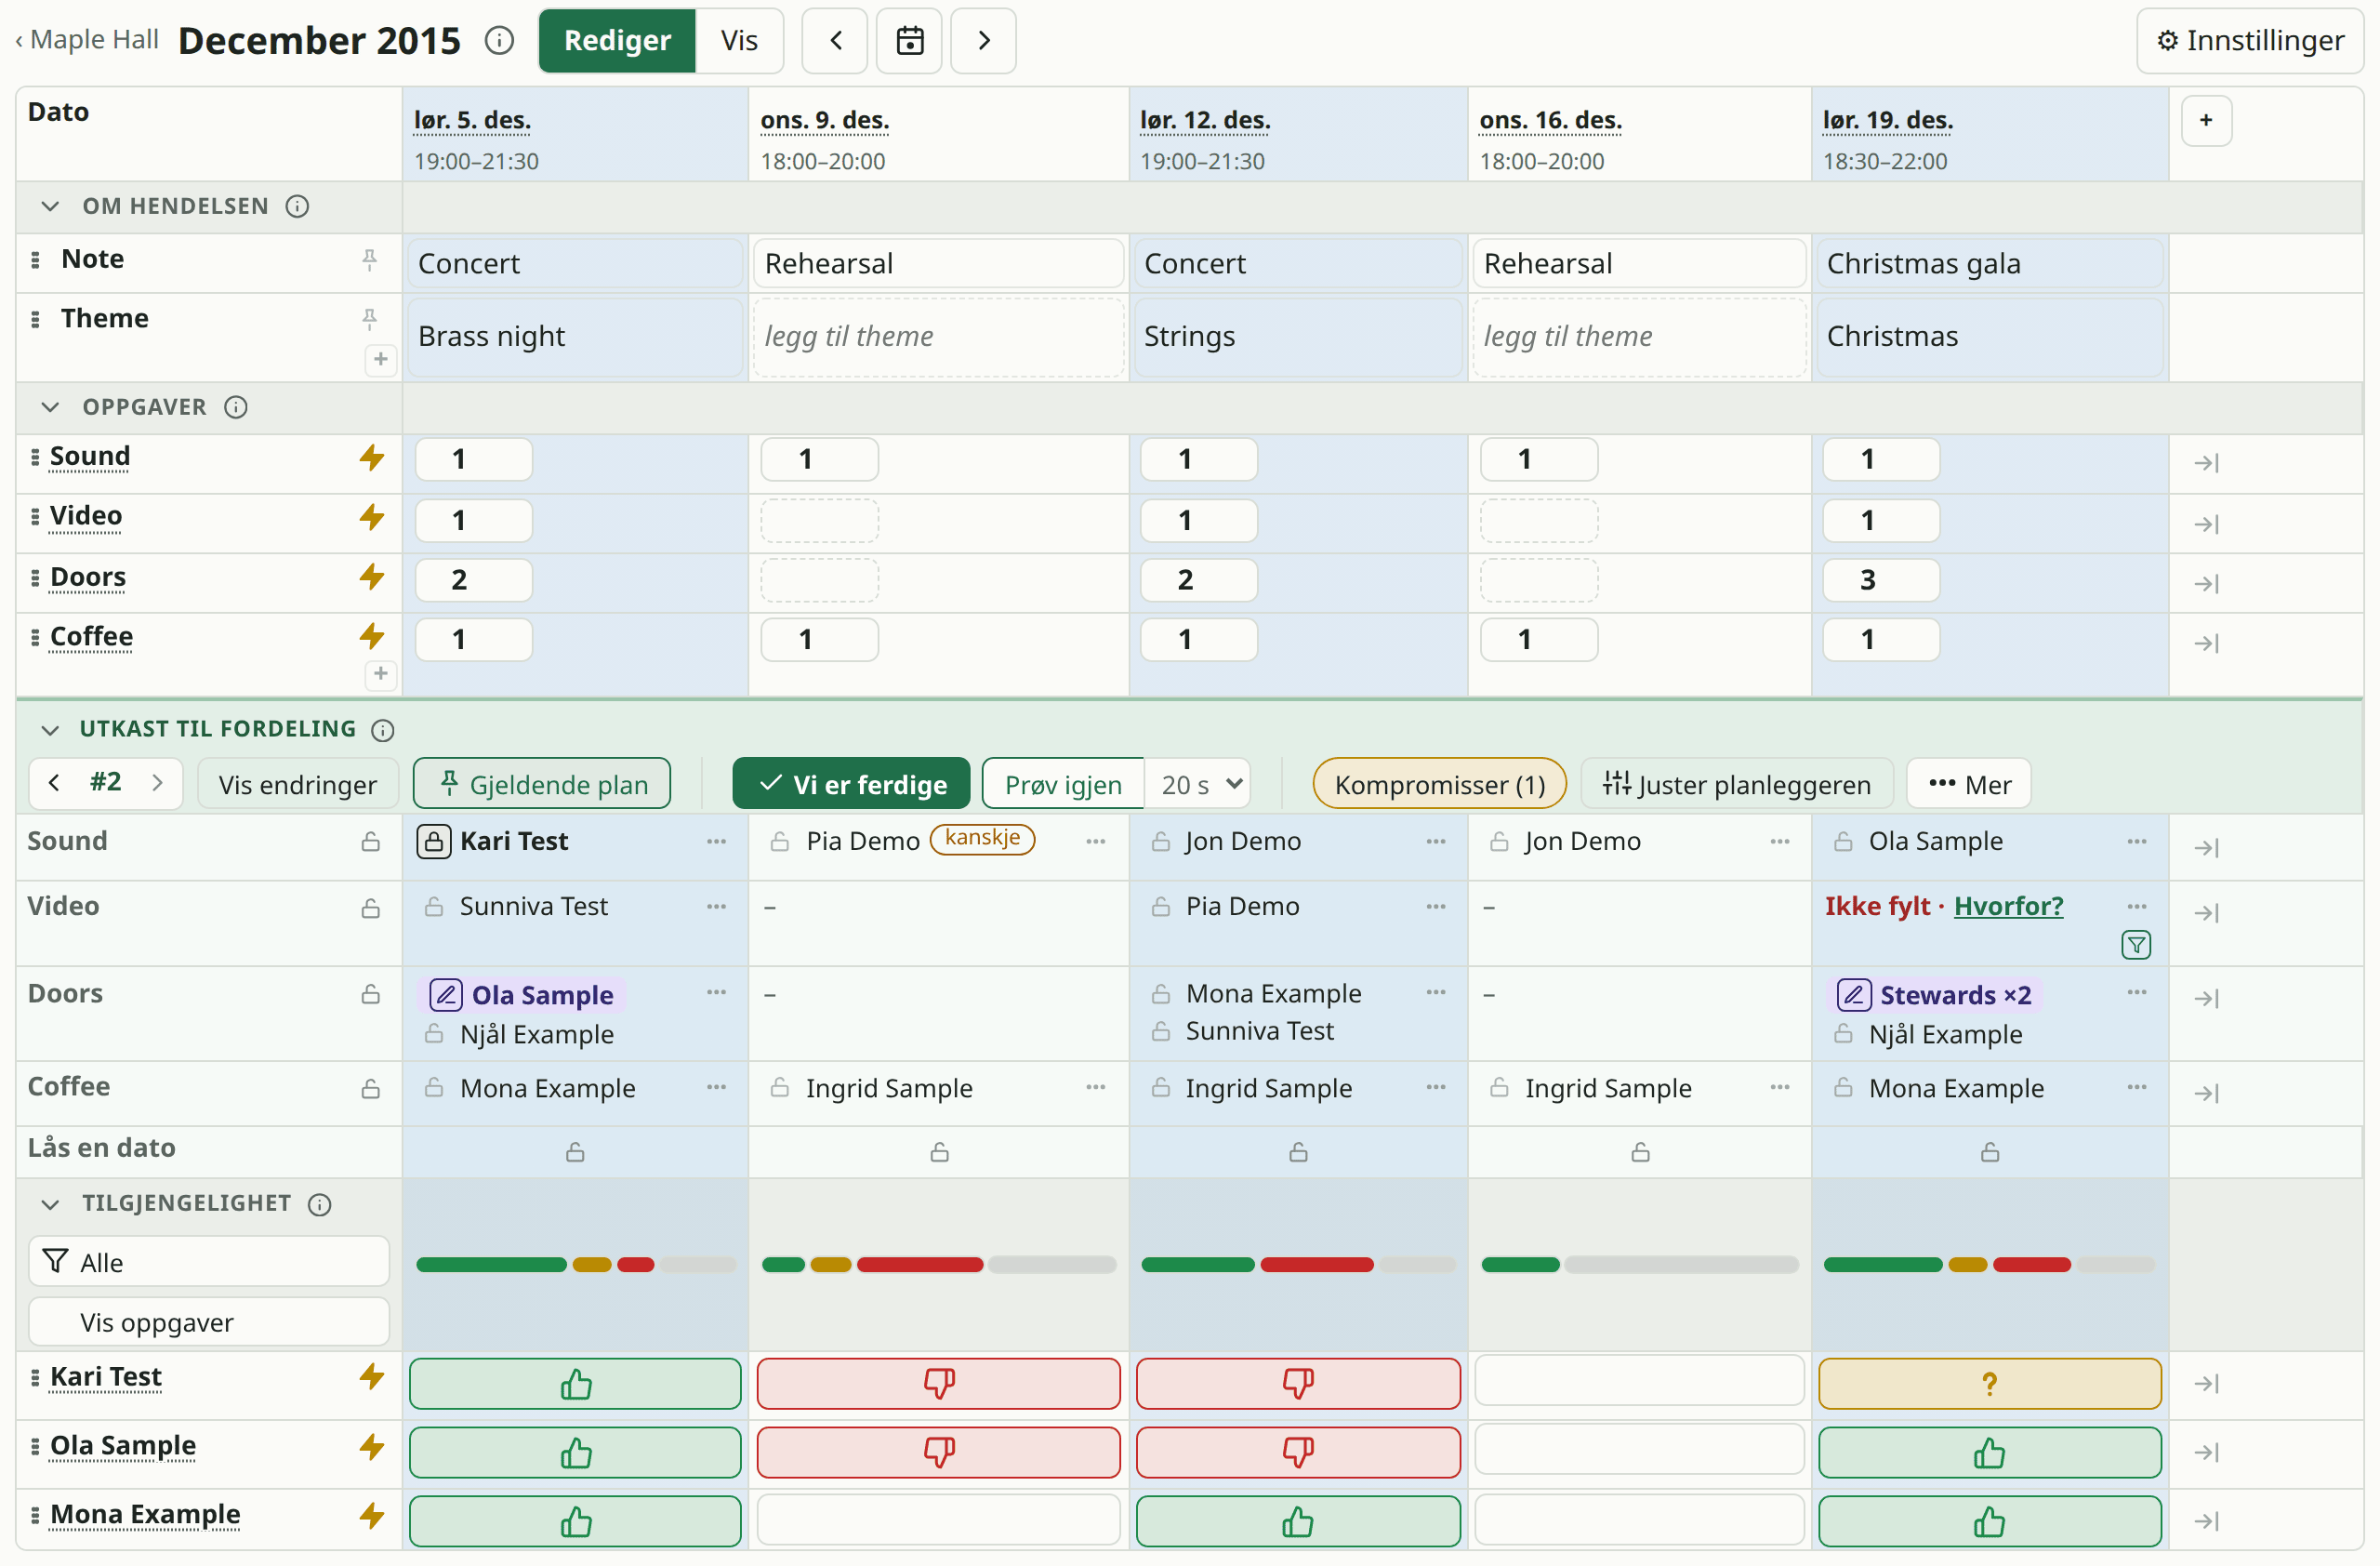 ‹ Maple Hall December 2015 Rediger Vis Innstillinger
Dato lør. 5. des. ons. 9. des. lør. 12. des. ons. 16. des. lør. 19. des. +
19:00–21:30 18:00–20:00 19:00–21:30 18:00–20:00 18:30–22:00
OM HENDELSEN
Note Concert Rehearsal Concert Rehearsal Christmas gala
Theme Brass night legg til theme Strings legg til theme Christmas
+
OPPGAVER
Sound 1 1 1 1 1
Video 1 1 1
Doors 2 2 3
Coffee 1 1 1 1 1
+
UTKAST TIL FORDELING
#2 Vis endringer Gjeldende plan Vi er ferdige Prøv igjen 20 s Kompromisser (1) Juster planleggeren Mer
Sound Kari Test Pia Demo kanskje Jon Demo Jon Demo Ola Sample
Video Sunniva Test – Pia Demo – Ikke fylt · Hvorfor?
Doors Ola Sample – Mona Example – Stewards ×2
Njål Example Sunniva Test Njål Example
Coffee Mona Example Ingrid Sample Ingrid Sample Ingrid Sample Mona Example
Lås en dato
TILGJENGELIGHET
Alle
Vis oppgaver
Kari Test ?
Ola Sample
Mona Example